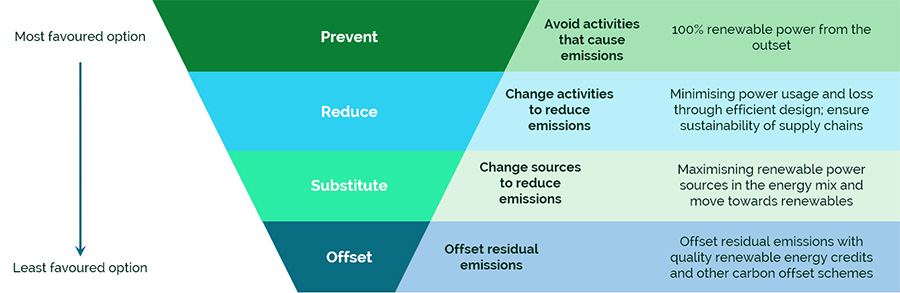 Most favoured option
Least favoured option
Prevent
Avoid activities
that cause
emissions
100% renewable power from the
outset
Reduce
Change activities
to reduce
emissions
Minimising power usage and loss
through efficient design; ensure
sustainability of supply chains
Substitute
Change sources
to reduce
emissions
Maximisning renewable power
sources in the energy mix and
move towards renewables
Offset
Offset residual
emissions
Offset residual emissions with
quality renewable energy credits
and other carbon offset schemes